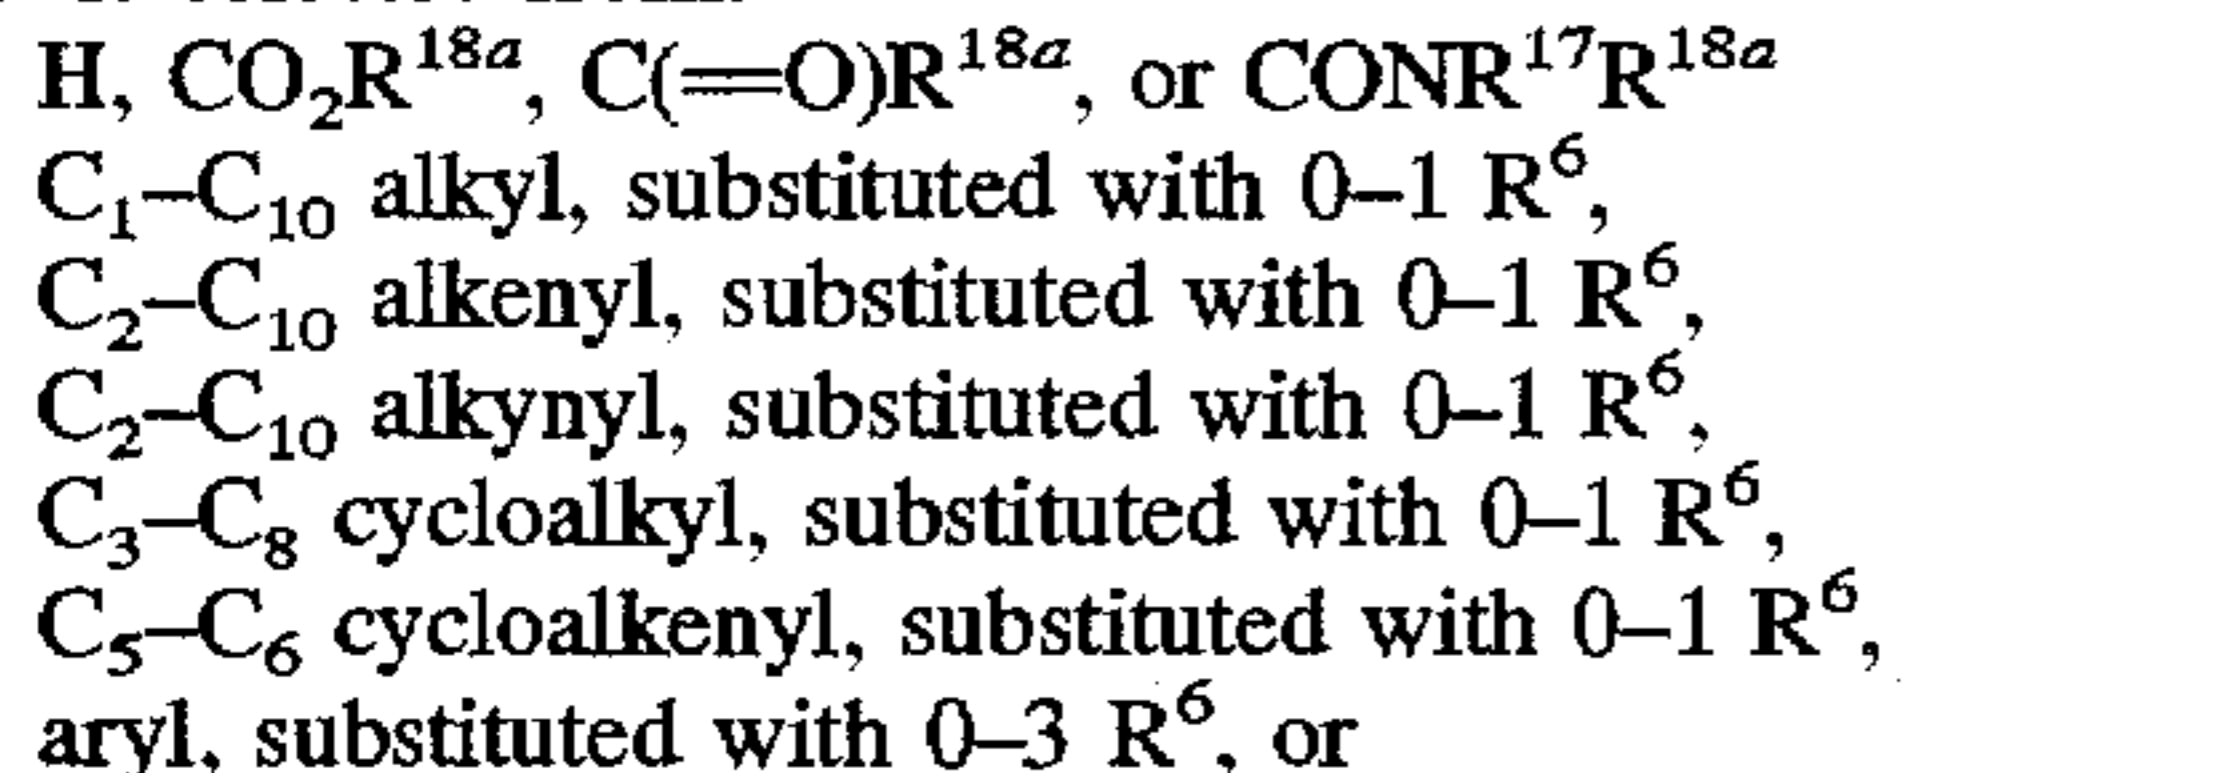 H, CO₂R¹⁸ᵃ, C(=O)R¹⁸ᵃ, or CONR¹⁷R¹⁸ᵃ
C₁–C₁₀ alkyl, substituted with 0–1 R⁶,
C₂–C₁₀ alkenyl, substituted with 0–1 R⁶,
C₂–C₁₀ alkynyl, substituted with 0–1 R⁶,
C₃–C₈ cycloalkyl, substituted with 0–1 R⁶,
C₅–C₆ cycloalkenyl, substituted with 0–1 R⁶,
aryl, substituted with 0–3 R⁶, or